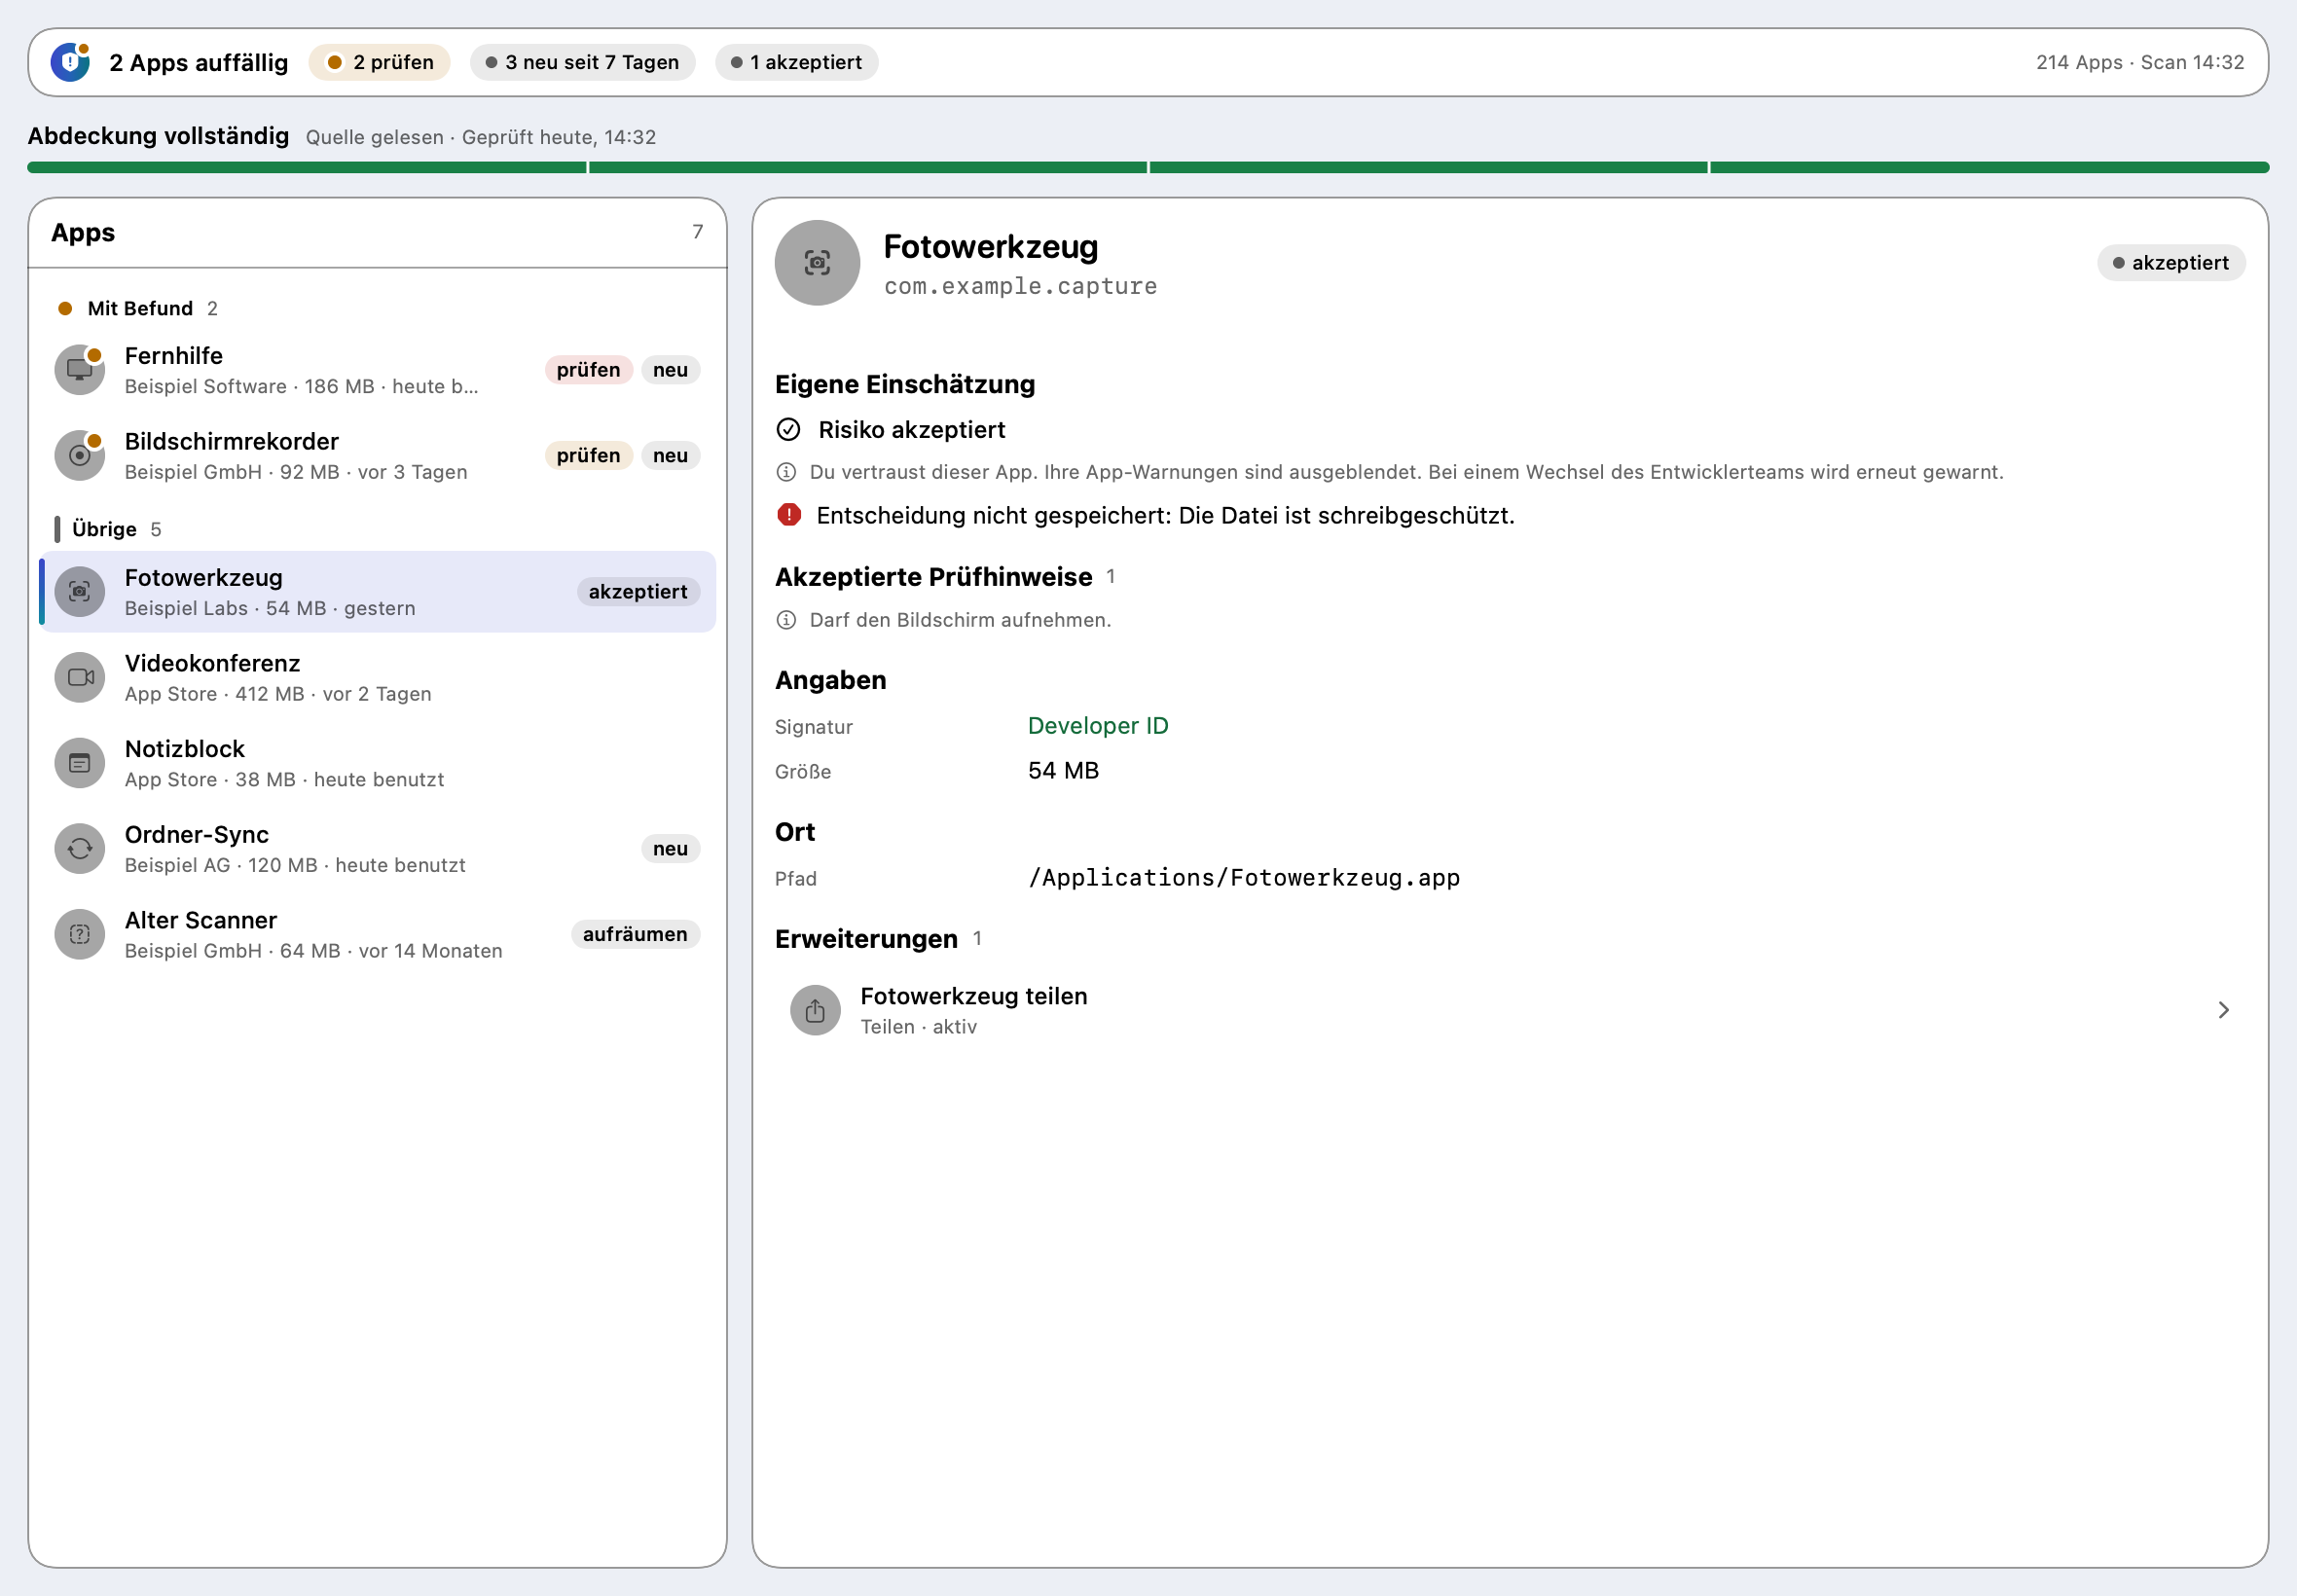 2 Apps auffällig
2 prüfen
3 neu seit 7 Tagen
1 akzeptiert
214 Apps · Scan 14:32
Abdeckung vollständig Quelle gelesen · Geprüft heute, 14:32
Apps 7
Mit Befund 2
Fernhilfe
Beispiel Software · 186 MB · heute b…
prüfen neu
Bildschirmrekorder
Beispiel GmbH · 92 MB · vor 3 Tagen
prüfen neu
Übrige 5
Fotowerkzeug
Beispiel Labs · 54 MB · gestern
akzeptiert
Videokonferenz
App Store · 412 MB · vor 2 Tagen
Notizblock
App Store · 38 MB · heute benutzt
Ordner-Sync
Beispiel AG · 120 MB · heute benutzt
neu
Alter Scanner
Beispiel GmbH · 64 MB · vor 14 Monaten
aufräumen
Fotowerkzeug
com.example.capture
akzeptiert
Eigene Einschätzung
Risiko akzeptiert
Du vertraust dieser App. Ihre App-Warnungen sind ausgeblendet. Bei einem Wechsel des Entwicklerteams wird erneut gewarnt.
Entscheidung nicht gespeichert: Die Datei ist schreibgeschützt.
Akzeptierte Prüfhinweise 1
Darf den Bildschirm aufnehmen.
Angaben
Signatur Developer ID
Größe 54 MB
Ort
Pfad /Applications/Fotowerkzeug.app
Erweiterungen 1
Fotowerkzeug teilen
Teilen · aktiv